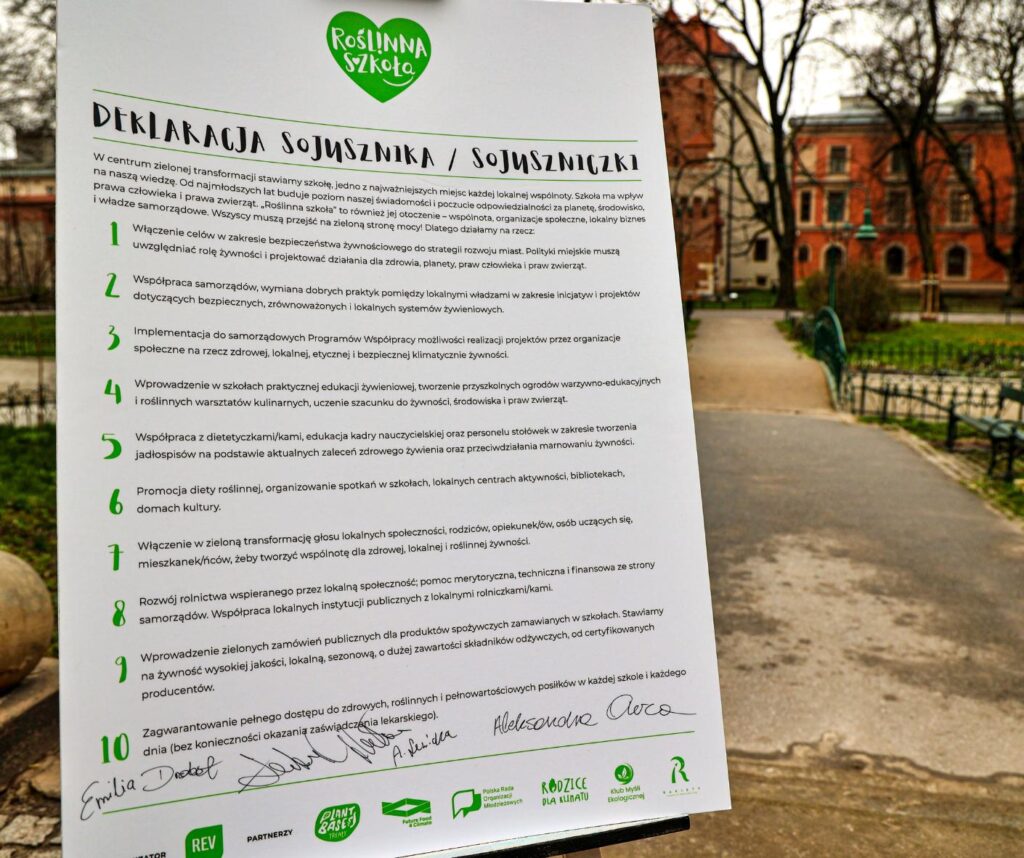 ROŚL!NNA
SZKOŁA
DEKLARACJA SOJUSZNIKA / SOJUSZNICZKI
W centrum zielonej transformacji stawiamy szkołę, jedno z najważniejszych miejsc każdej lokalnej wspólnoty. Szkoła ma wpływ
na naszą wiedzę. Od najmłodszych lat buduje poziom naszej świadomości i poczucie odpowiedzialności za planetę, środowisko,
prawa człowieka i prawa zwierząt. „Roślinna szkoła” to również jej otoczenie – wspólnota, organizacje społeczne, lokalny biznes
i władze samorządowe. Wszyscy muszą przejść na zieloną stronę mocy! Dlatego działamy na rzecz:
1 Włączenie celów w zakresie bezpieczeństwa żywnościowego do strategii rozwoju miast. Polityki miejskie muszą
uwzględniać rolę żywności i projektować działania dla zdrowia, planety, praw człowieka i praw zwierząt.
2 Współpraca samorządów, wymiana dobrych praktyk pomiędzy lokalnymi władzami w zakresie inicjatyw i projektów
dotyczących bezpiecznych, zrównoważonych i lokalnych systemów żywieniowych.
3 Implementacja do samorządowych Programów Współpracy możliwości realizacji projektów przez organizacje
społeczne na rzecz zdrowej, lokalnej, etycznej i bezpiecznej klimatycznie żywności.
4 Wprowadzenie w szkołach praktycznej edukacji żywieniowej, tworzenie przyszkolnych ogrodów warzywno-edukacyjnych
i roślinnych warsztatów kulinarnych, uczenie szacunku do żywności, środowiska i praw zwierząt.
5 Współpraca z dietetyczkami/kami, edukacja kadry nauczycielskiej oraz personelu stołówek w zakresie tworzenia
jadłospisów na podstawie aktualnych zaleceń zdrowego żywienia oraz przeciwdziałania marnowaniu żywności.
6 Promocja diety roślinnej, organizowanie spotkań w szkołach, lokalnych centrach aktywności, bibliotekach,
domach kultury.
7 Włączenie w zieloną transformację głosu lokalnych społeczności, rodziców, opiekunek/ów, osób uczących się,
mieszkanek/ńców, żeby tworzyć wspólnotę dla zdrowej, lokalnej i roślinnej żywności.
8 Rozwój rolnictwa wspieranego przez lokalną społeczność; pomoc merytoryczna, techniczna i finansowa ze strony
samorządów. Współpraca lokalnych instytucji publicznych z lokalnymi rolniczkami/kami.
9 Wprowadzenie zielonych zamówień publicznych dla produktów spożywczych zamawianych w szkołach. Stawiamy
na żywność wysokiej jakości, lokalną, sezonową, o dużej zawartości składników odżywczych, od certyfikowanych
producentów.
10 Zagwarantowanie pełnego dostępu do zdrowych, roślinnych i pełnowartościowych posiłków w każdej szkole i każdego
dnia (bez konieczności okazania zaświadczenia lekarskiego).
Emilia
Aleksandra
REV
PARTNERZY
PLANT
BASED
TREATY
Future Food
4 Climate
Polska Rada
Organizacji
Młodzieżowych
RODZICE
DLA KLIMATU
Klub Myśli
Ekologicznej